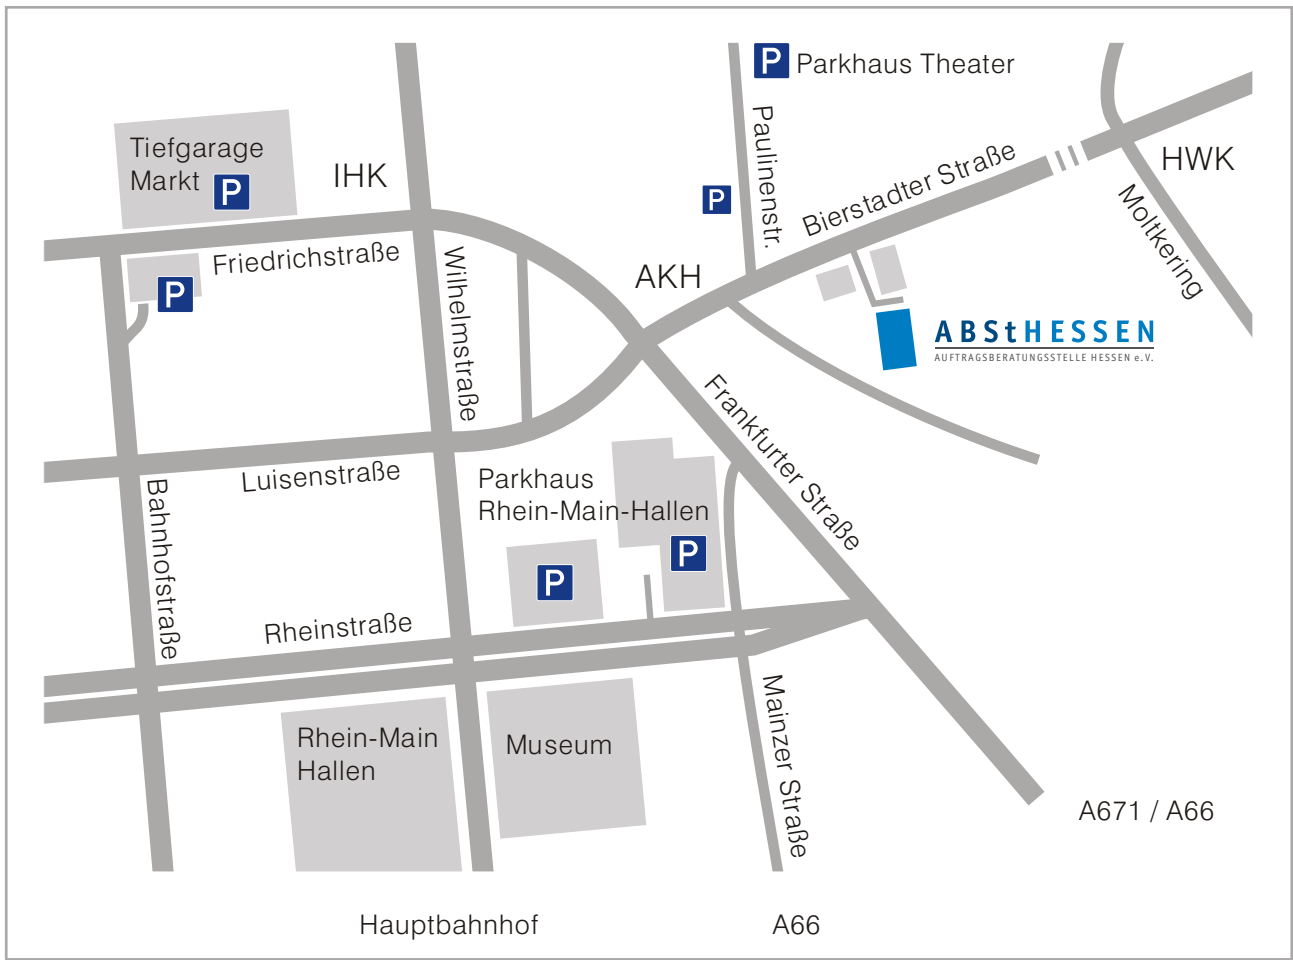 P Parkhaus Theater
Tiefgarage
Markt P
IHK
HWK
Paulinenstr.
P
Bierstadter Straße
Moltkering
Friedrichstraße
P
Wilhelmstraße
AKH
ABStHESSEN
AUFTRAGSBERATUNGSSTELLE HESSEN e.V.
Frankfurter Straße
Luisenstraße
Parkhaus
Rhein-Main-Hallen
P
P
Bahnhofstraße
Rheinstraße
Rhein-Main
Hallen
Museum
Mainzer Straße
A671 / A66
Hauptbahnhof
A66